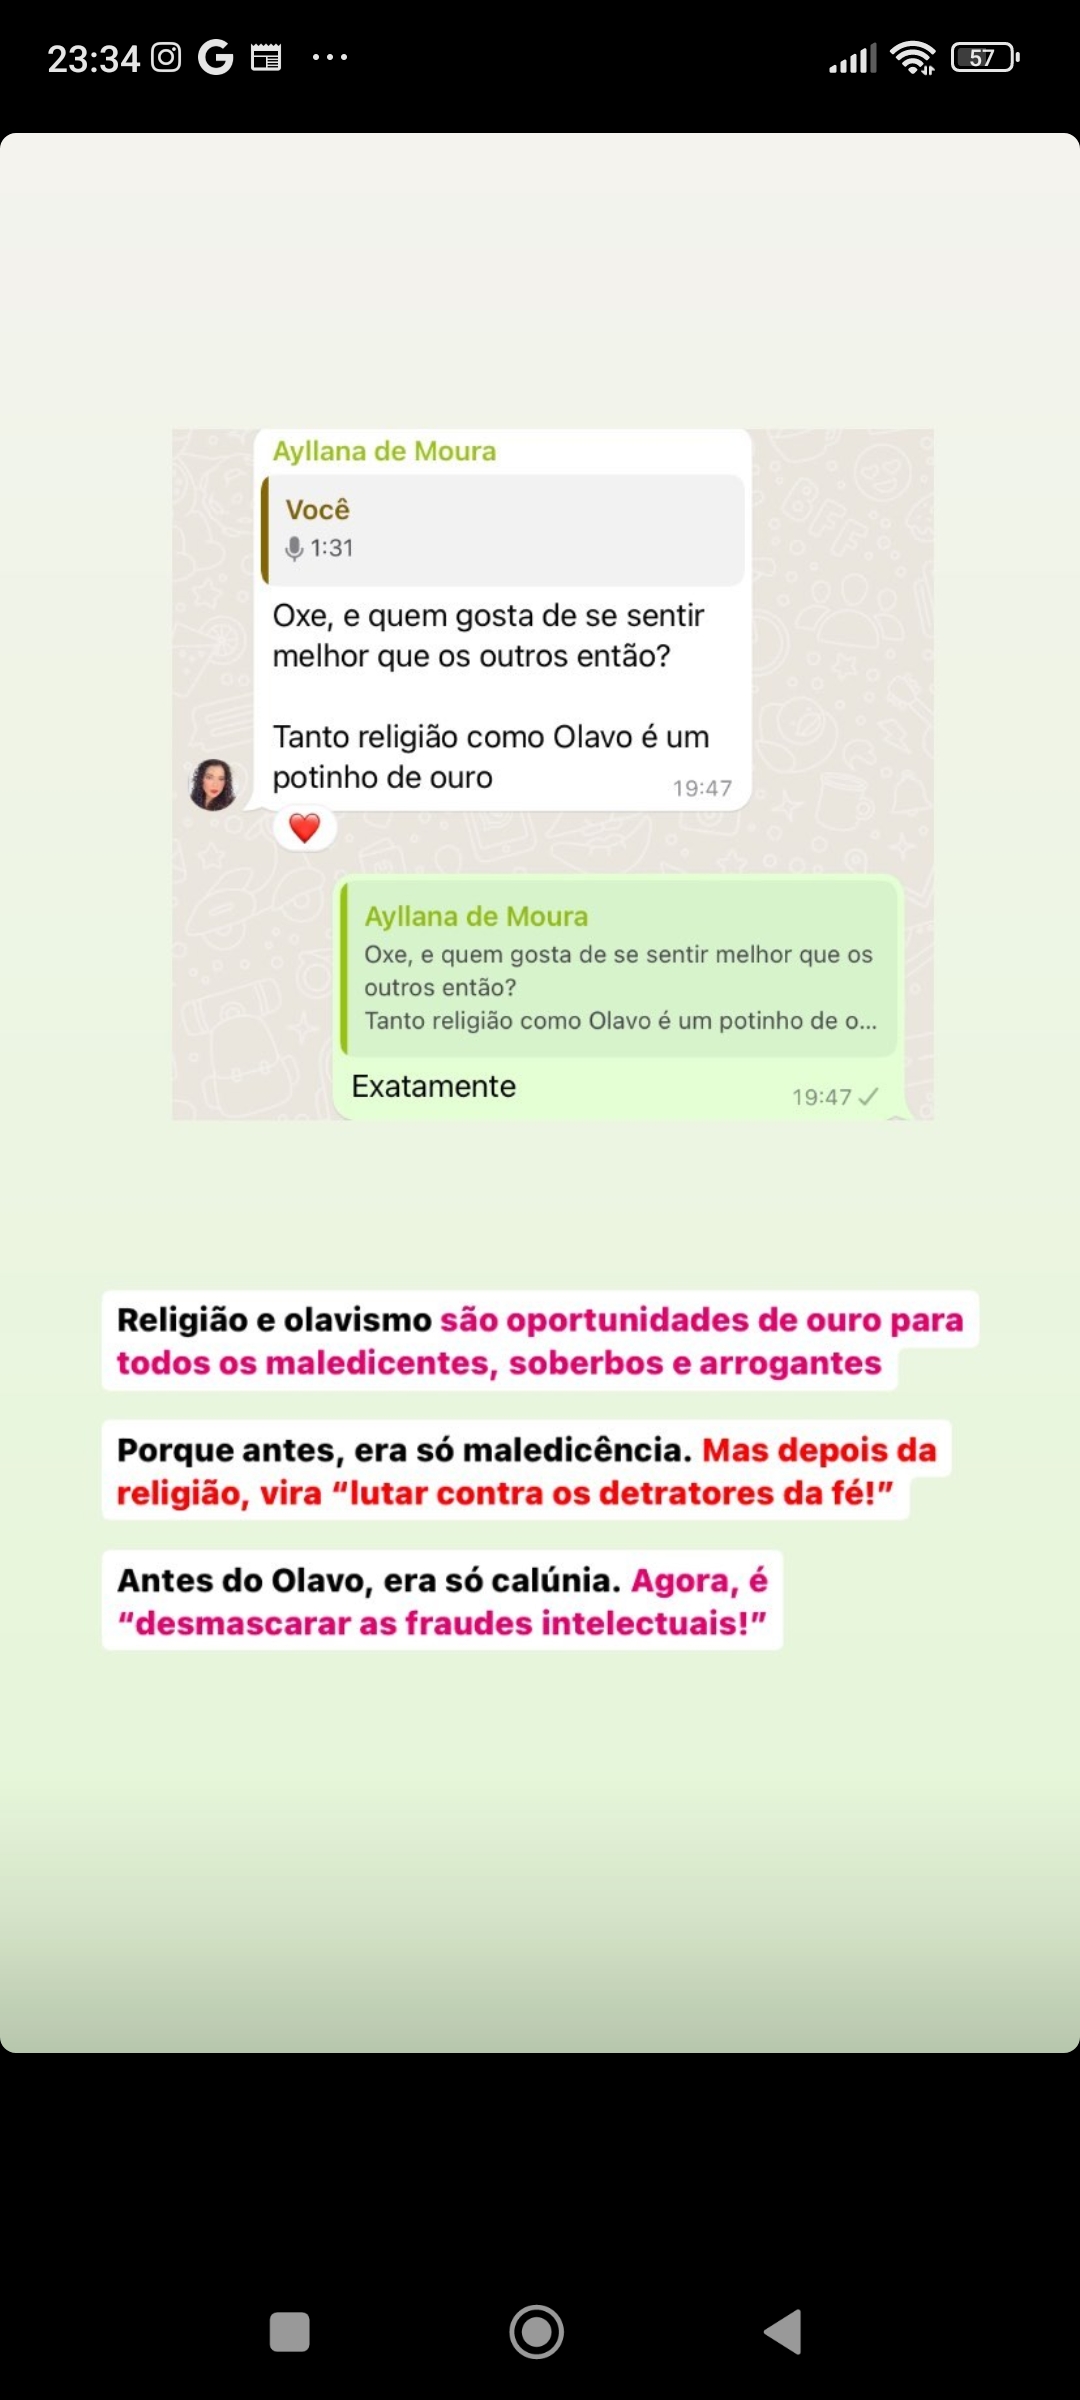 23:34
57
Ayllana de Moura
Você
1:31
Oxe, e quem gosta de se sentir
melhor que os outros então?
Tanto religião como Olavo é um
potinho de ouro
19:47
Ayllana de Moura
Oxe, e quem gosta de se sentir melhor que os
outros então?
Tanto religião como Olavo é um potinho de o...
Exatamente
19:47
Religião e olavismo são oportunidades de ouro para
todos os maledicentes, soberbos e arrogantes
Porque antes, era só maledicência. Mas depois da
religião, vira “lutar contra os detratores da fé!”
Antes do Olavo, era só calúnia. Agora, é
“desmascarar as fraudes intelectuais!”